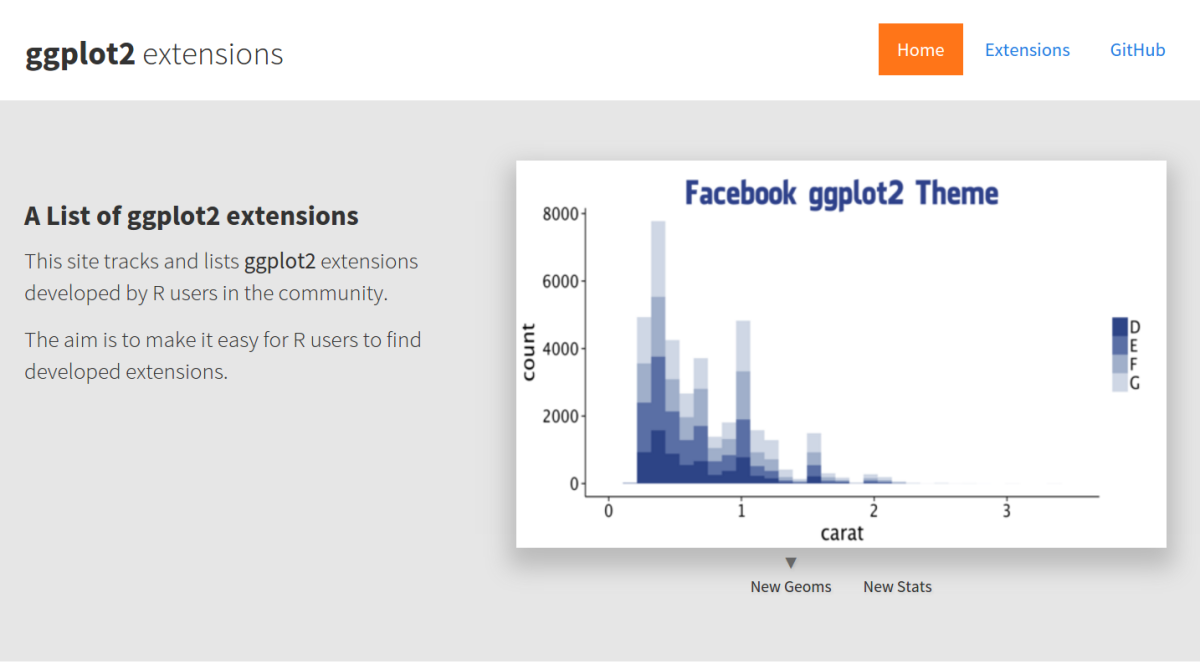 ggplot2 extensions
Home
Extensions
GitHub
A List of ggplot2 extensions
This site tracks and lists ggplot2 extensions
developed by R users in the community.
The aim is to make it easy for R users to find
developed extensions.
Facebook ggplot2 Theme
8000
6000
4000
2000
0
count
0
1
2
3
carat
D
E
F
G
New Geoms
New Stats